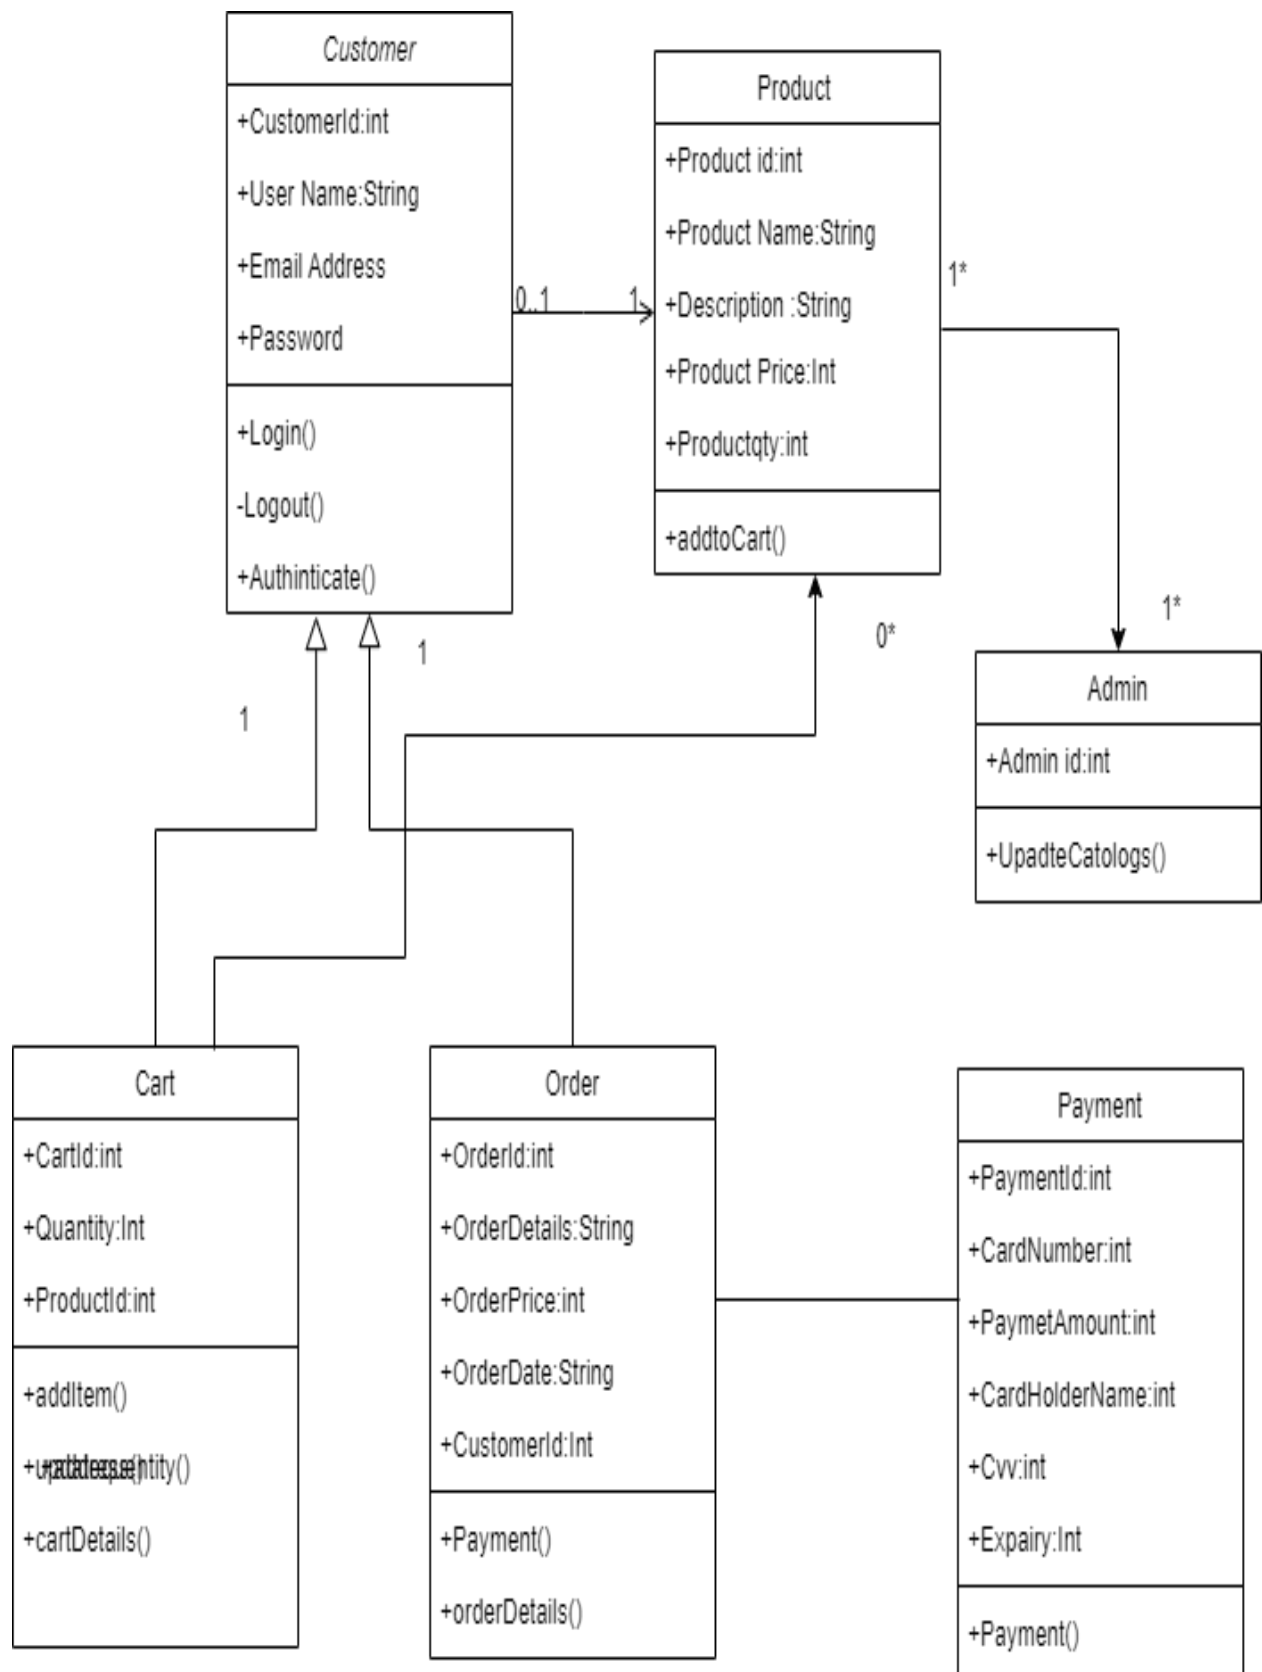 Customer
+CustomerId:int
+User Name:String
+Email Address
+Password
+Login()
-Logout()
+Authinticate()
0..1
1
Product
+Product id:int
+Product Name:String
+Description :String
+Product Price:Int
+Productqty:int
+addtoCart()
1*
1*
0*
1
1
Admin
+Admin id:int
+UpadteCatologs()
Cart
+CartId:int
+Quantity:Int
+ProductId:int
+addItem()
+cartDetails()
Order
+OrderId:int
+OrderDetails:String
+OrderPrice:int
+OrderDate:String
+CustomerId:Int
+Payment()
+orderDetails()
Payment
+PaymentId:int
+CardNumber:int
+PaymetAmount:int
+CardHolderName:int
+Cvv:int
+Expairy:Int
+Payment()